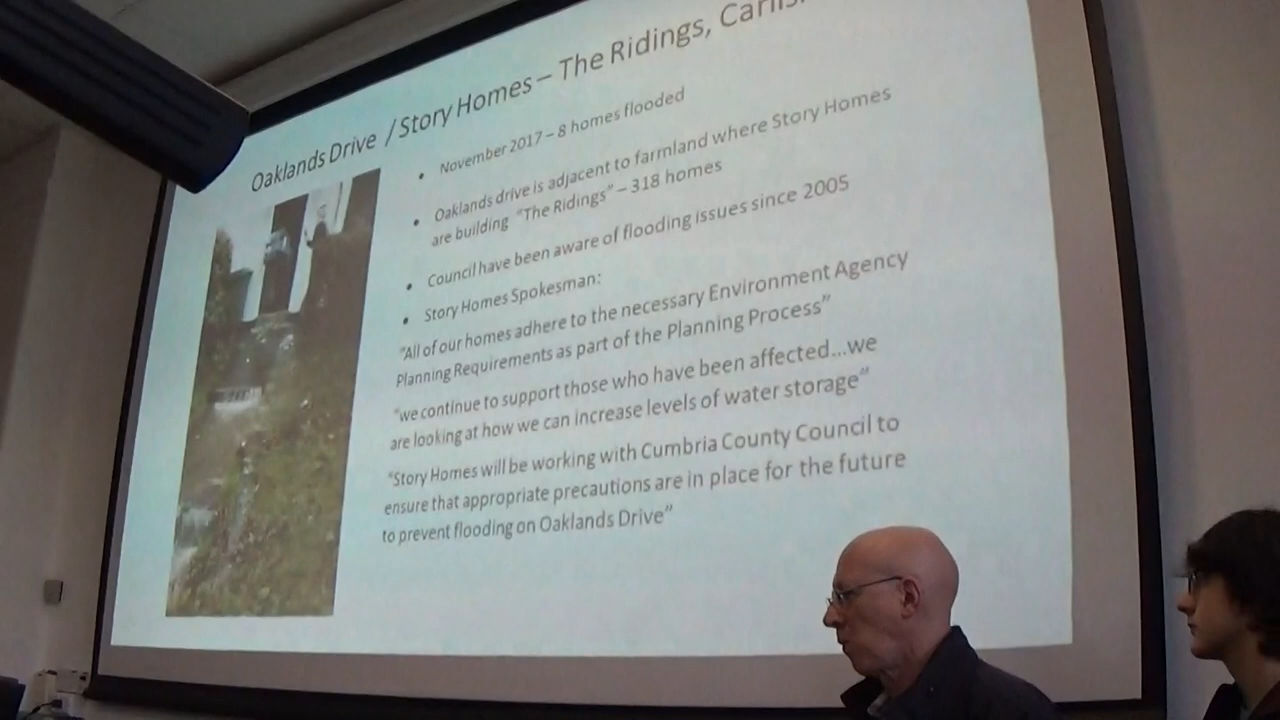 Oaklands Drive / Story Homes – The Ridings,
• November 2017 – 8 homes flooded
• Oaklands drive is adjacent to farmland where Story Homes
are building "The Ridings" – 318 homes
• Council have been aware of flooding issues since 2005
• Story Homes Spokesman:
"All of our homes adhere to the necessary Environment Agency
Planning Requirements as part of the Planning Process"
"we continue to support those who have been affected...we
are looking at how we can increase levels of water storage"
"Story Homes will be working with Cumbria County Council to
ensure that appropriate precautions are in place for the future
to prevent flooding on Oaklands Drive"